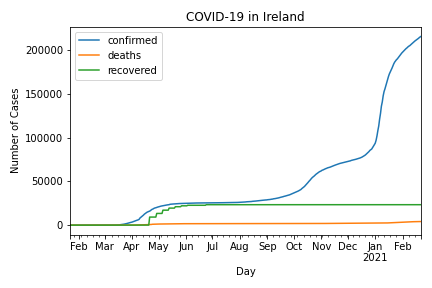 COVID-19 in Ireland
confirmed
deaths
recovered
Number of Cases
200000
150000
100000
50000
0
Feb Mar Apr May Jun Jul Aug Sep Oct Nov Dec Jan Feb
2021
Day